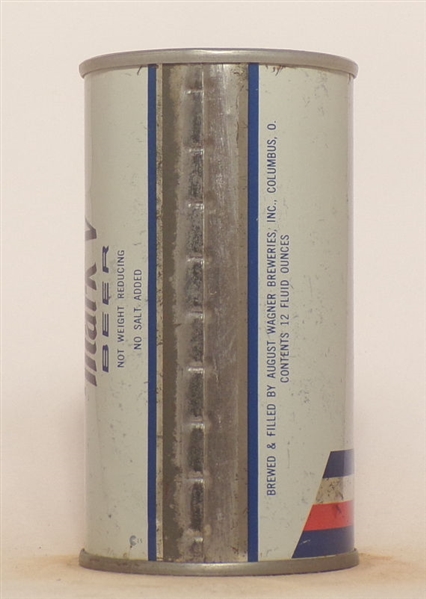 Mark V
BEER
NOT WEIGHT REDUCING
NO SALT ADDED
BREWED & FILLED BY AUGUST WAGNER BREWERIES, INC., COLUMBUS, O.
CONTENTS 12 FLUID OUNCES